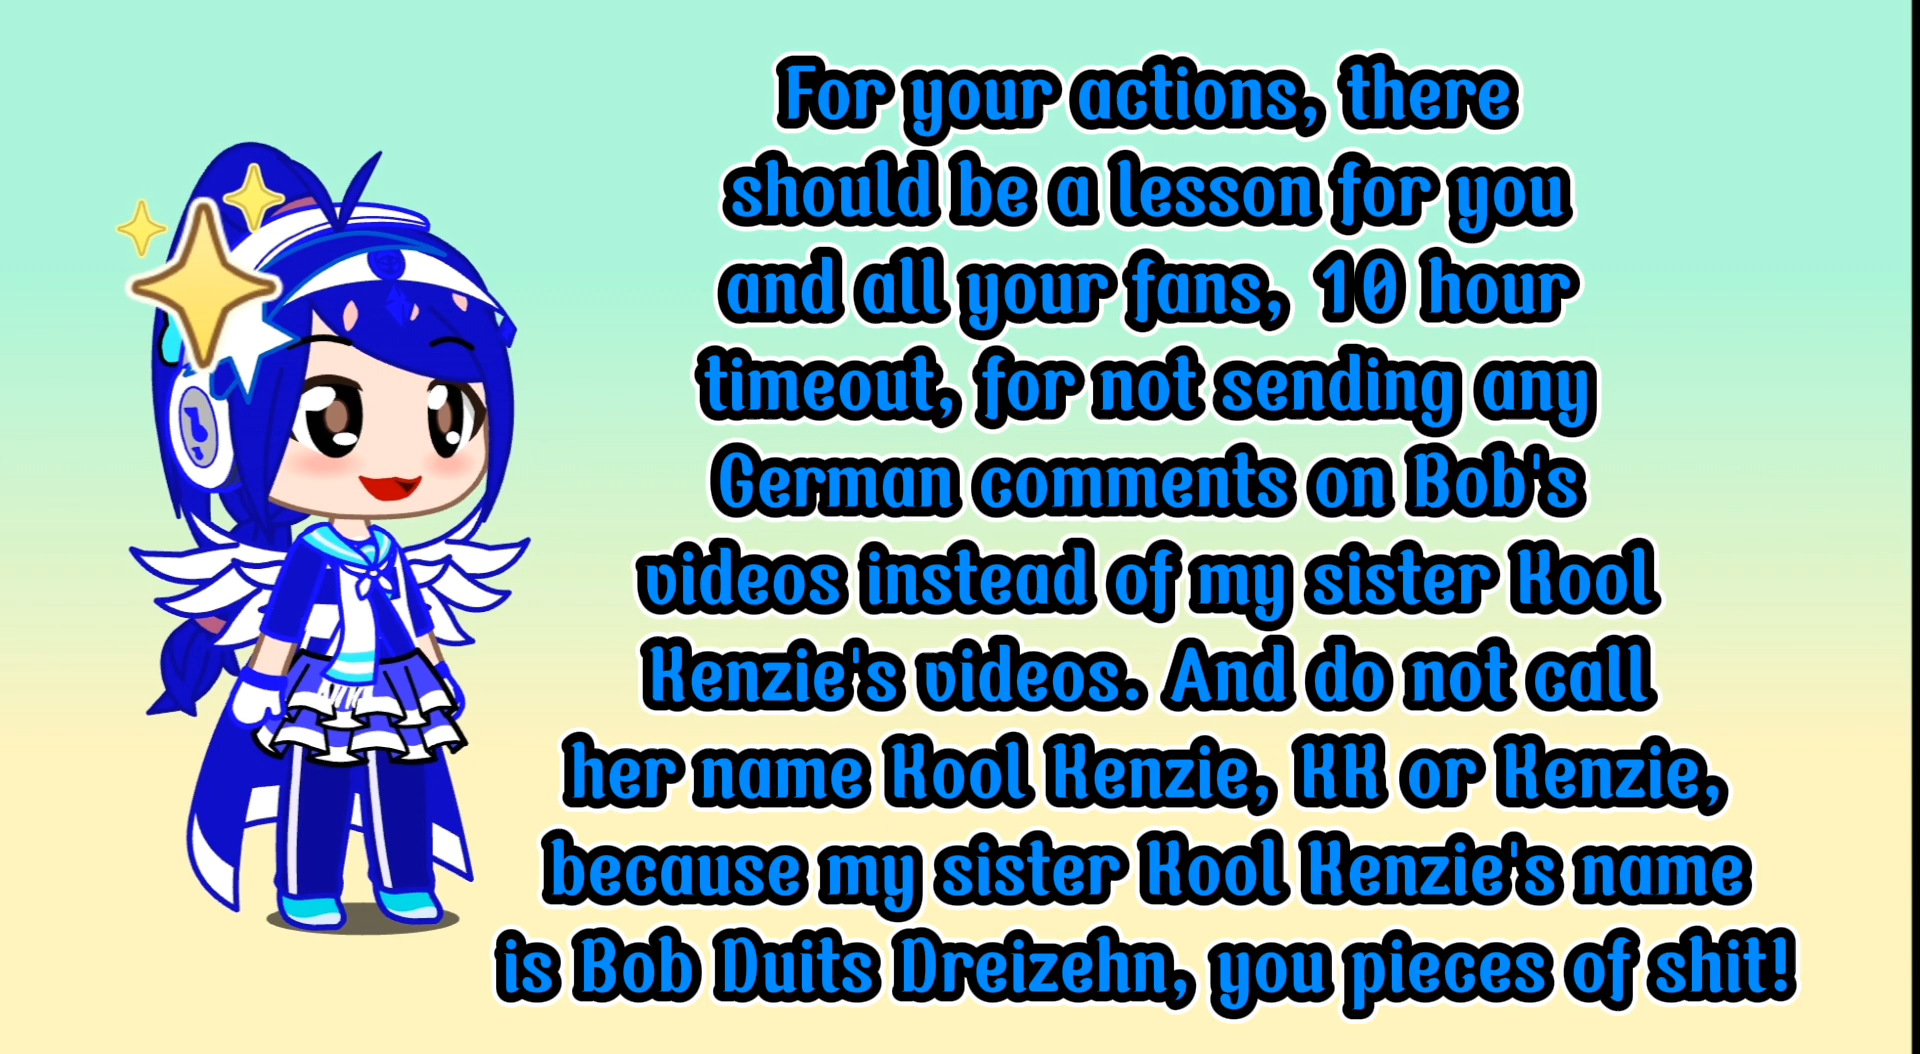 For your actions, there
should be a lesson for you
and all your fans, 10 hour
timeout, for not sending any
German comments on Bob's
videos instead of my sister Kool
Kenzie's videos. And do not call
her name Kool Kenzie, KK or Kenzie,
because my sister Kool Kenzie's name
is Bob Duits Dreizehn, you pieces of shit!